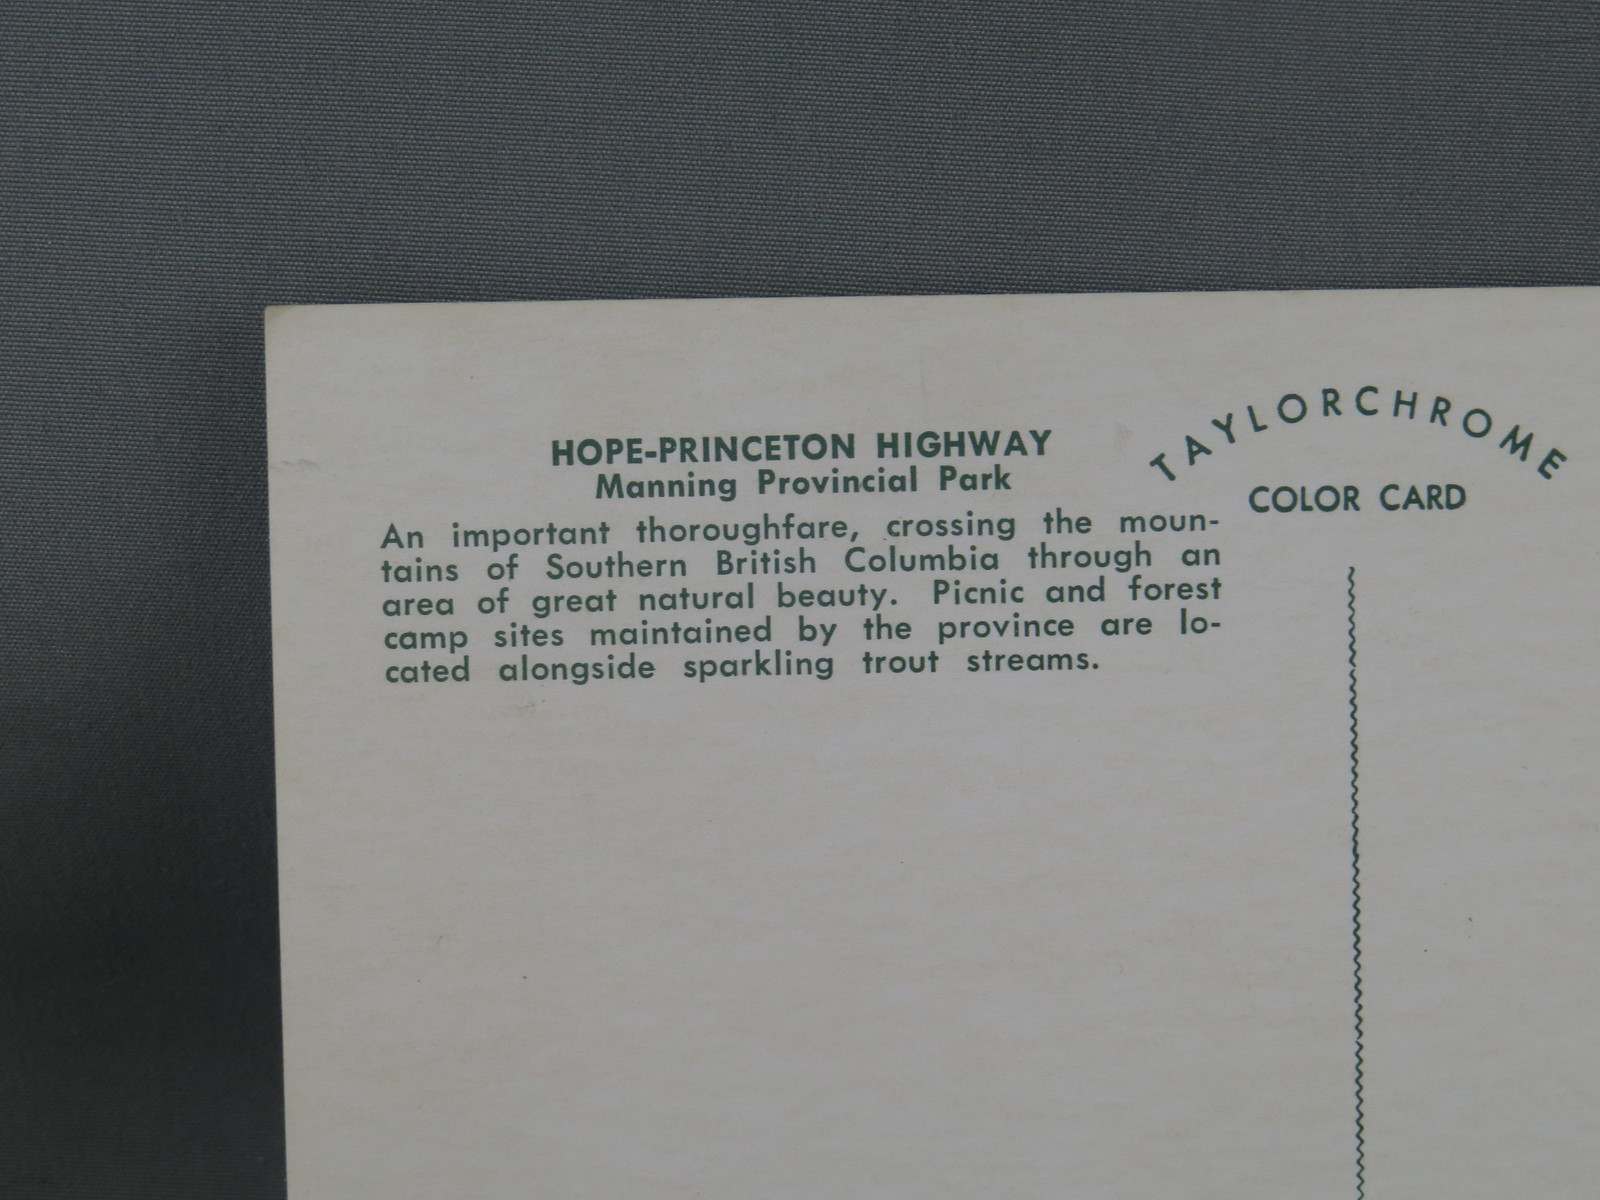 HOPE-PRINCETON HIGHWAY
Manning Provincial Park
An important thoroughfare, crossing the moun-
tains of Southern British Columbia through an
area of great natural beauty. Picnic and forest
camp sites maintained by the province are lo-
cated alongside sparkling trout streams.
TAYLORCHROME
COLOR CARD